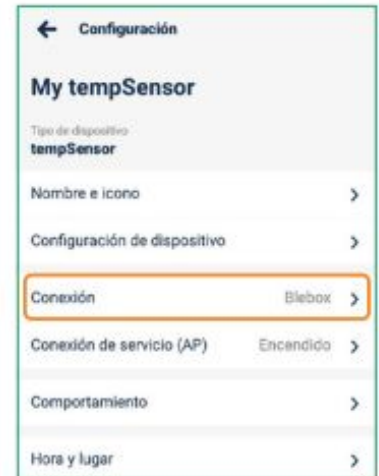 Configuración
My tempSensor
Tipo de dispositivo
tempSensor
Nombre e icono
Configuración de dispositivo
Conexión Blebox
Conexión de servicio (AP) Encendido
Comportamiento
Hora y lugar